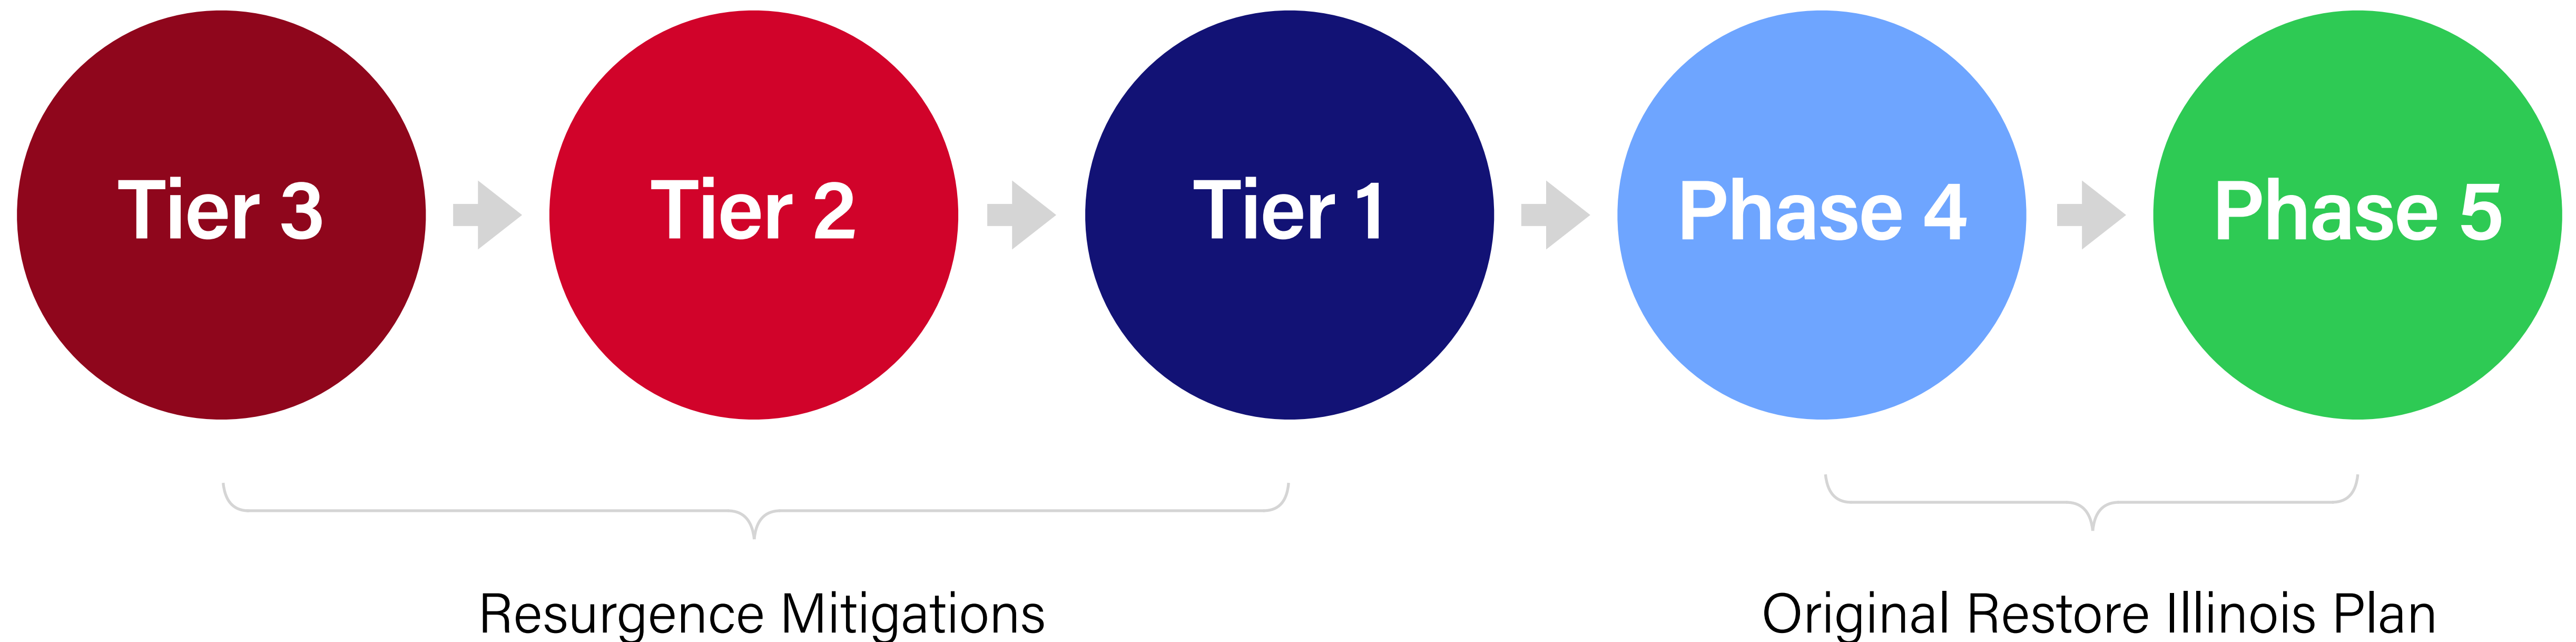 Tier 3
Tier 2
Tier 1
Phase 4
Phase 5
Resurgence Mitigations
Original Restore Illinois Plan